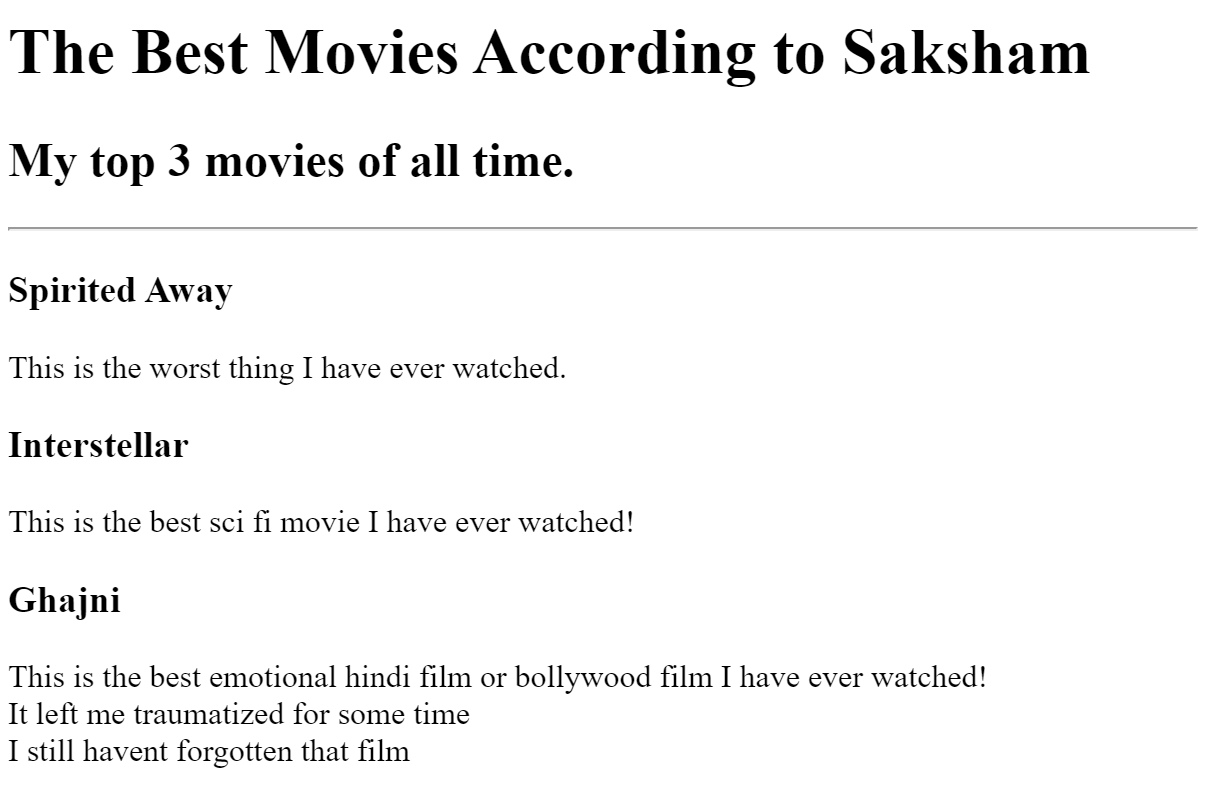 The Best Movies According to Saksham
My top 3 movies of all time.
Spirited Away
This is the worst thing I have ever watched.
Interstellar
This is the best sci fi movie I have ever watched!
Ghajni
This is the best emotional hindi film or bollywood film I have ever watched!
It left me traumatized for some time
I still havent forgotten that film